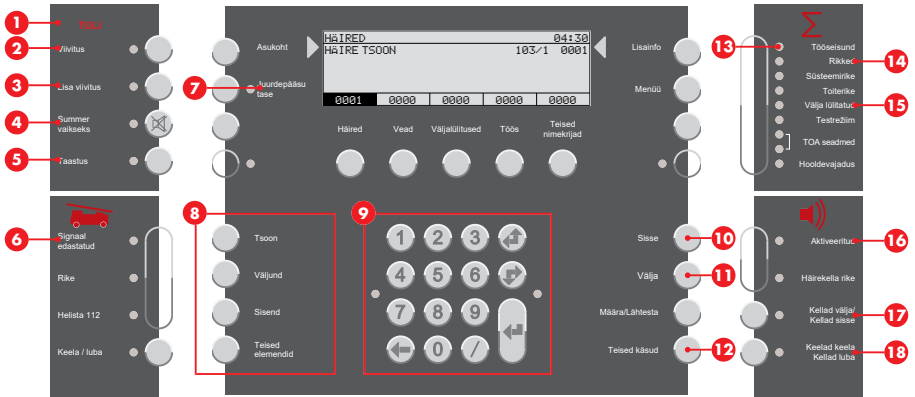 1
TULI
2
Viivitus
3
Lisa viivitus
4
Summer
vaikseks
5
Taastus
6
Signaal
edastatud
Rike
Helista 112
Keela / luba
Asukoht
7
Juurdepääsu
tase
HÄIRED 04:30
HÄIRE TSOON 103/1 0001
0001 0000 0000 0000 0000
Häired
Vead
Väljalülitused
Töös
Teised
nimekrijad
Lisainfo
Menüü
8
Tsoon
Väljund
Sisend
Teised
elemendid
9
1 2 3
4 5 6
7 8 9
0 /
Sisse
10
Välja
11
Määra/Lähtesta
Teised käsud
12
Σ
13
Tööseisund
Rikked
14
Süsteemirike
Toiterike
Välja lülitatud
15
Testrežiim
TOA seadmed
Hooldevajadus
Aktiveeritud
16
Häirekella rike
Kellad välja/
Kellad sisse
17
Keelad keela
Kellad luba
18